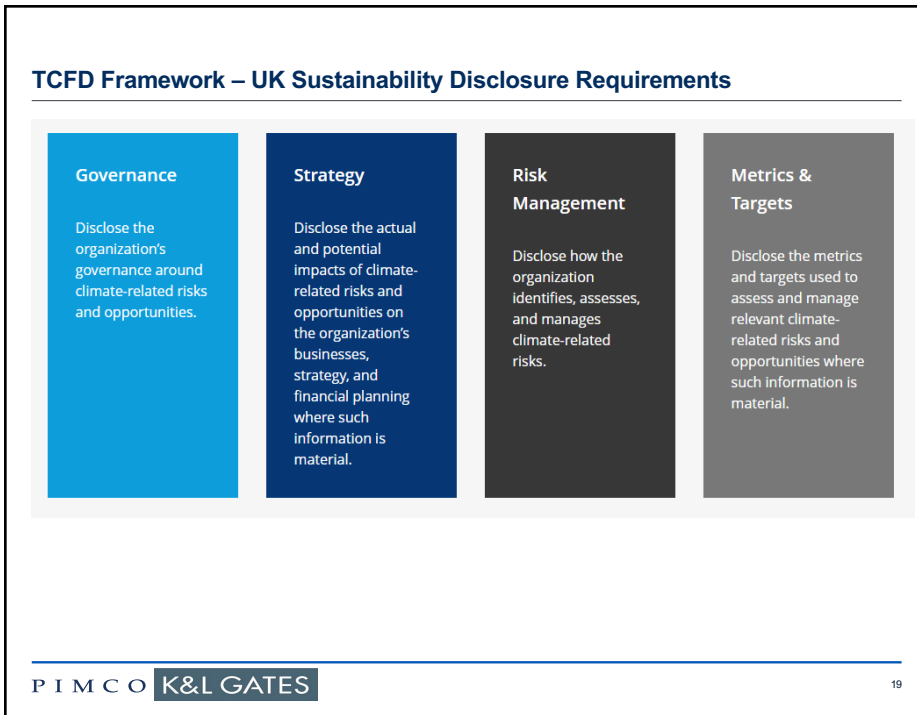 TCFD Framework – UK Sustainability Disclosure Requirements
Governance
Disclose the
organization's
governance around
climate-related risks
and opportunities.
Strategy
Disclose the actual
and potential
impacts of climate-
related risks and
opportunities on
the organization's
businesses,
strategy, and
financial planning
where such
information is
material.
Risk
Management
Disclose how the
organization
identifies, assesses,
and manages
climate-related
risks.
Metrics &
Targets
Disclose the metrics
and targets used to
assess and manage
relevant climate-
related risks and
opportunities where
such information is
material.
PIMCO K&L GATES
19